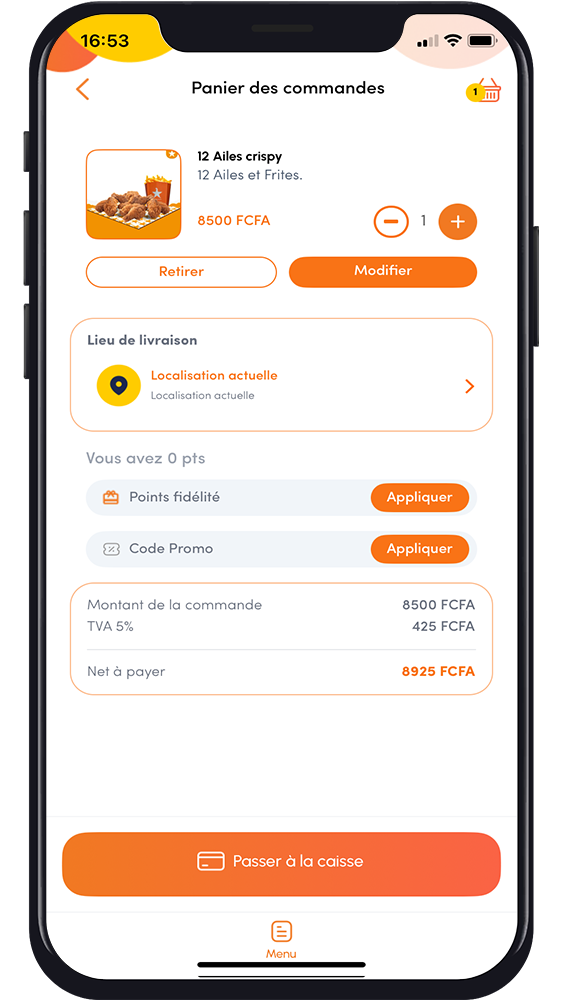 16:53
Panier des commandes
1
12 Ailes crispy
12 Ailes et Frites.
8500 FCFA
1
Retirer
Modifier
Lieu de livraison
Localisation actuelle
Localisation actuelle
Vous avez 0 pts
Points fidélité
Appliquer
Code Promo
Appliquer
Montant de la commande 8500 FCFA
TVA 5% 425 FCFA
Net à payer 8925 FCFA
Passer à la caisse
Menu